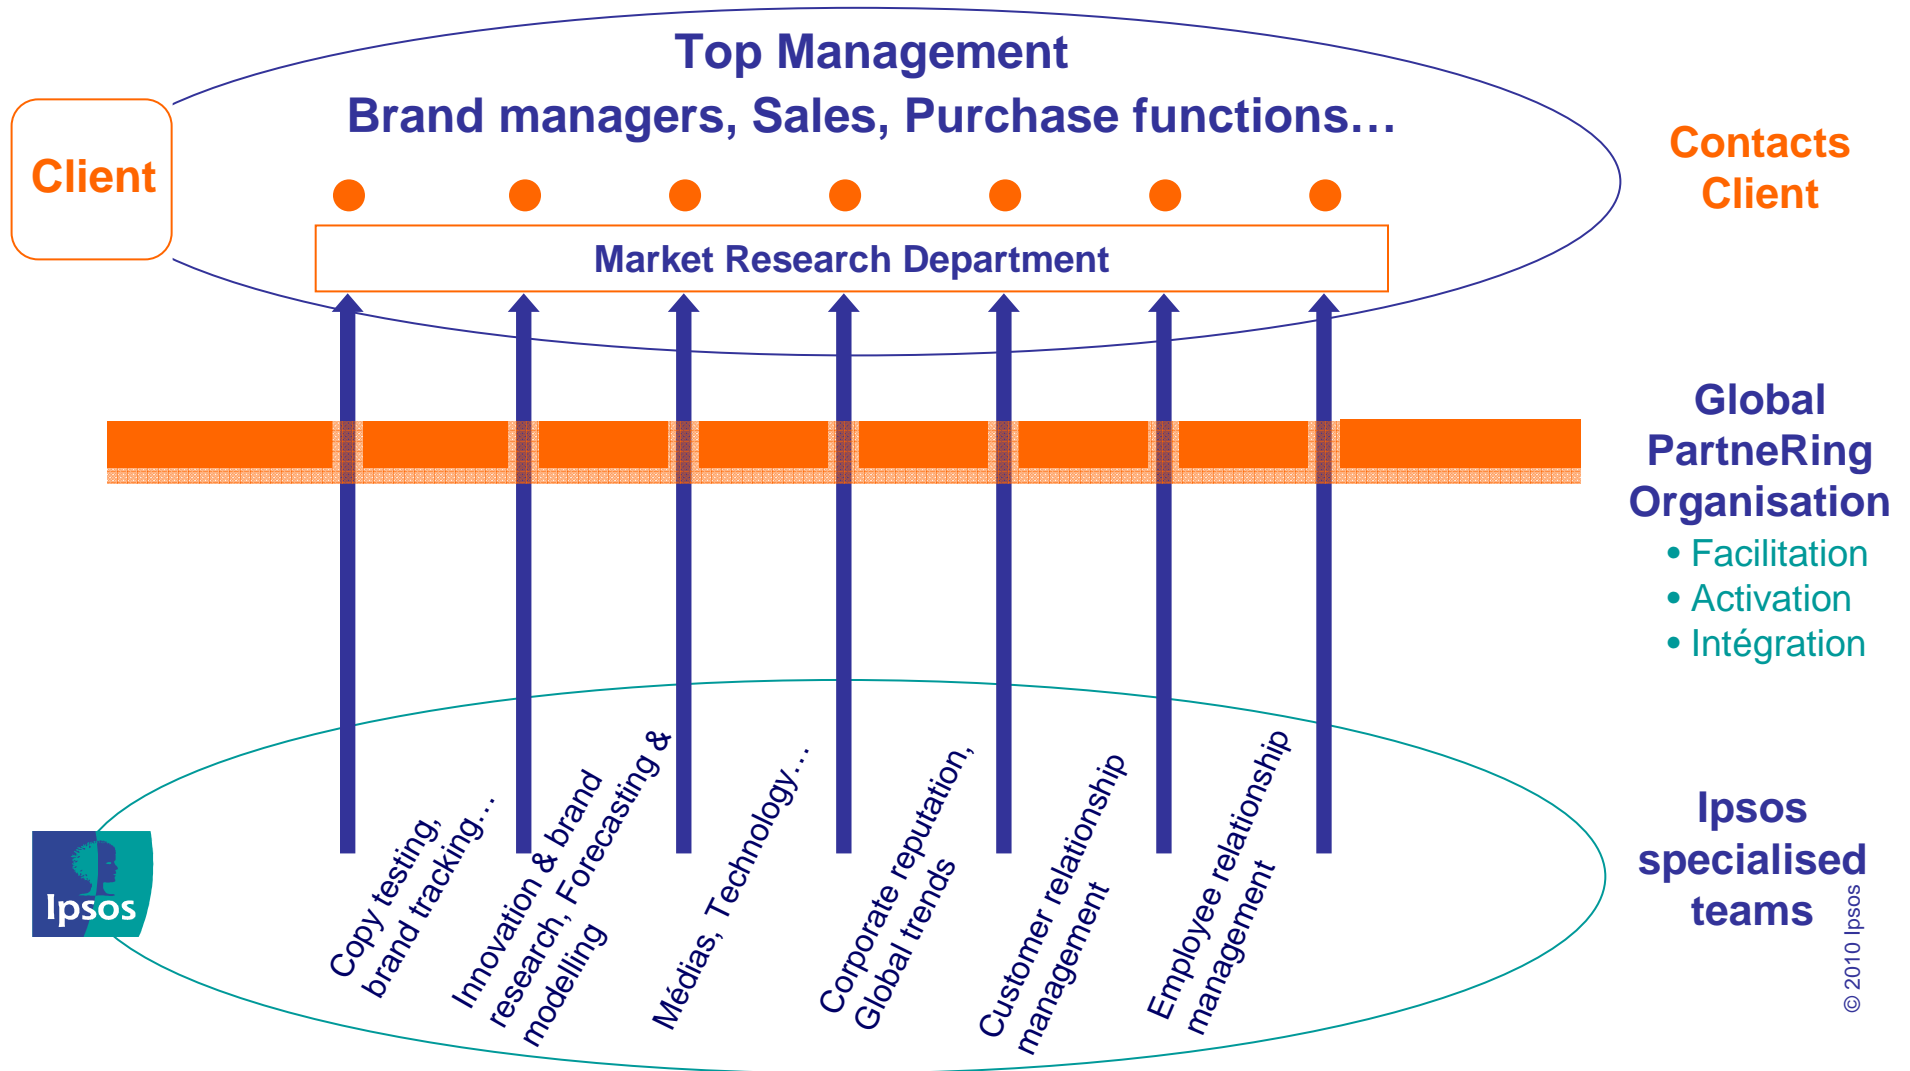 Top Management
Brand managers, Sales, Purchase functions…
Client
Contacts
Client
Market Research Department
Global
PartneRing
Organisation
• Facilitation
• Activation
• Intégration
Copy testing,
brand tracking…
Innovation & brand
research, Forecasting &
modelling
Médias, Technology…
Corporate reputation,
Global trends
Customer relationship
management
Employee relationship
management
Ipsos
specialised
teams
Ipsos
© 2010 Ipsos